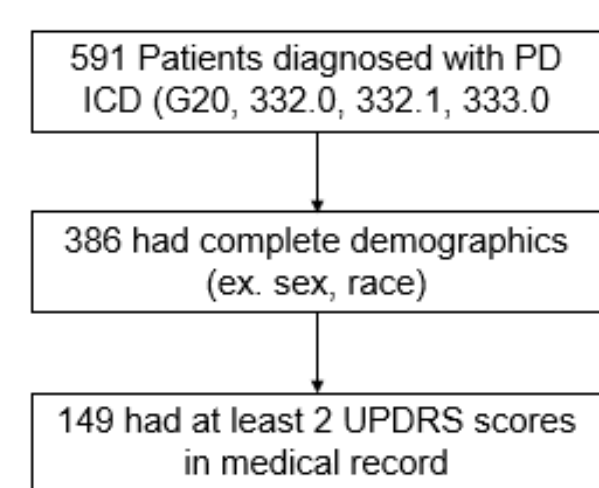 591 Patients diagnosed with PD
ICD (G20, 332.0, 332.1, 333.0
386 had complete demographics
(ex. sex, race)
149 had at least 2 UPDRS scores
in medical record